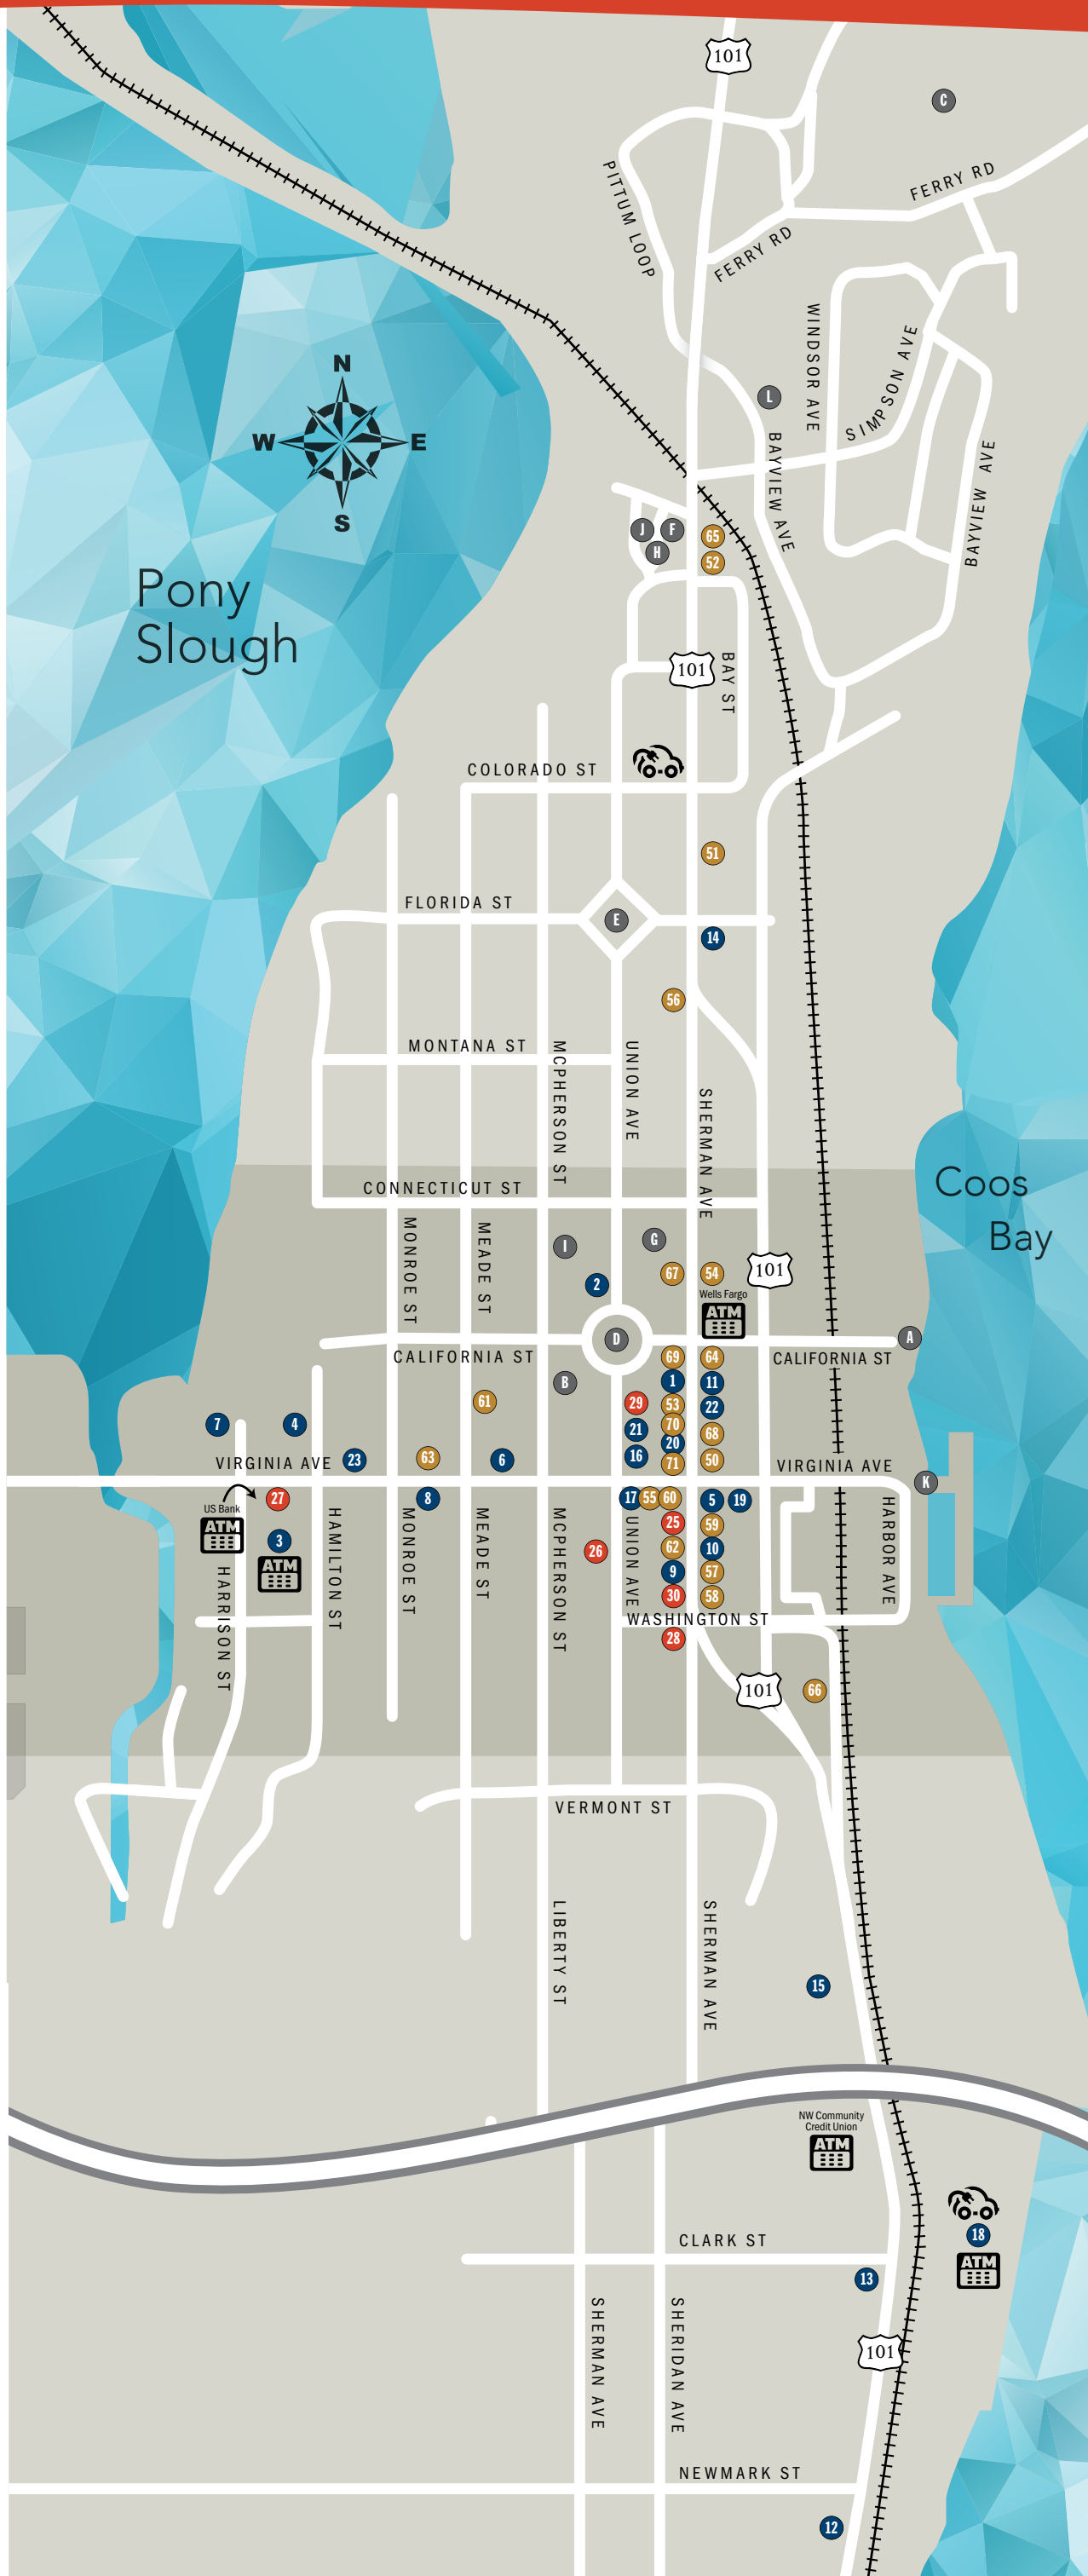 101
C
PITTUM LOOP
FERRY RD
FERRY RD
WINDSOR AVE
SIMPSON AVE
L
BAYVIEW AVE
BAYVIEW AVE
N
W
E
S
Pony
Slough
J
F
H
65
52
101
BAY ST
COLORADO ST
51
FLORIDA ST
E
14
56
MONTANA ST
MCPHERSON ST
UNION AVE
SHERMAN AVE
CONNECTICUT ST
Coos
Bay
MONROE ST
MEADE ST
I
G
67
54
101
2
Wells Fargo
ATM
D
A
CALIFORNIA ST
CALIFORNIA ST
69
64
B
1
11
61
29
53
22
7
4
21
70
68
20
23
63
6
16
71
50
VIRGINIA AVE
VIRGINIA AVE
K
27
8
17
55
60
5
19
US Bank
ATM
3
ATM
25
59
26
62
10
9
57
30
58
HARRISON ST
HAMILTON ST
MONROE ST
MEADE ST
MCPHERSON ST
UNION AVE
HARBOR AVE
WASHINGTON ST
28
101
66
VERMONT ST
LIBERTY ST
SHERMAN AVE
15
NW Community
Credit Union
ATM
18
ATM
CLARK ST
13
SHERMAN AVE
SHERIDAN AVE
101
NEWMARK ST
12